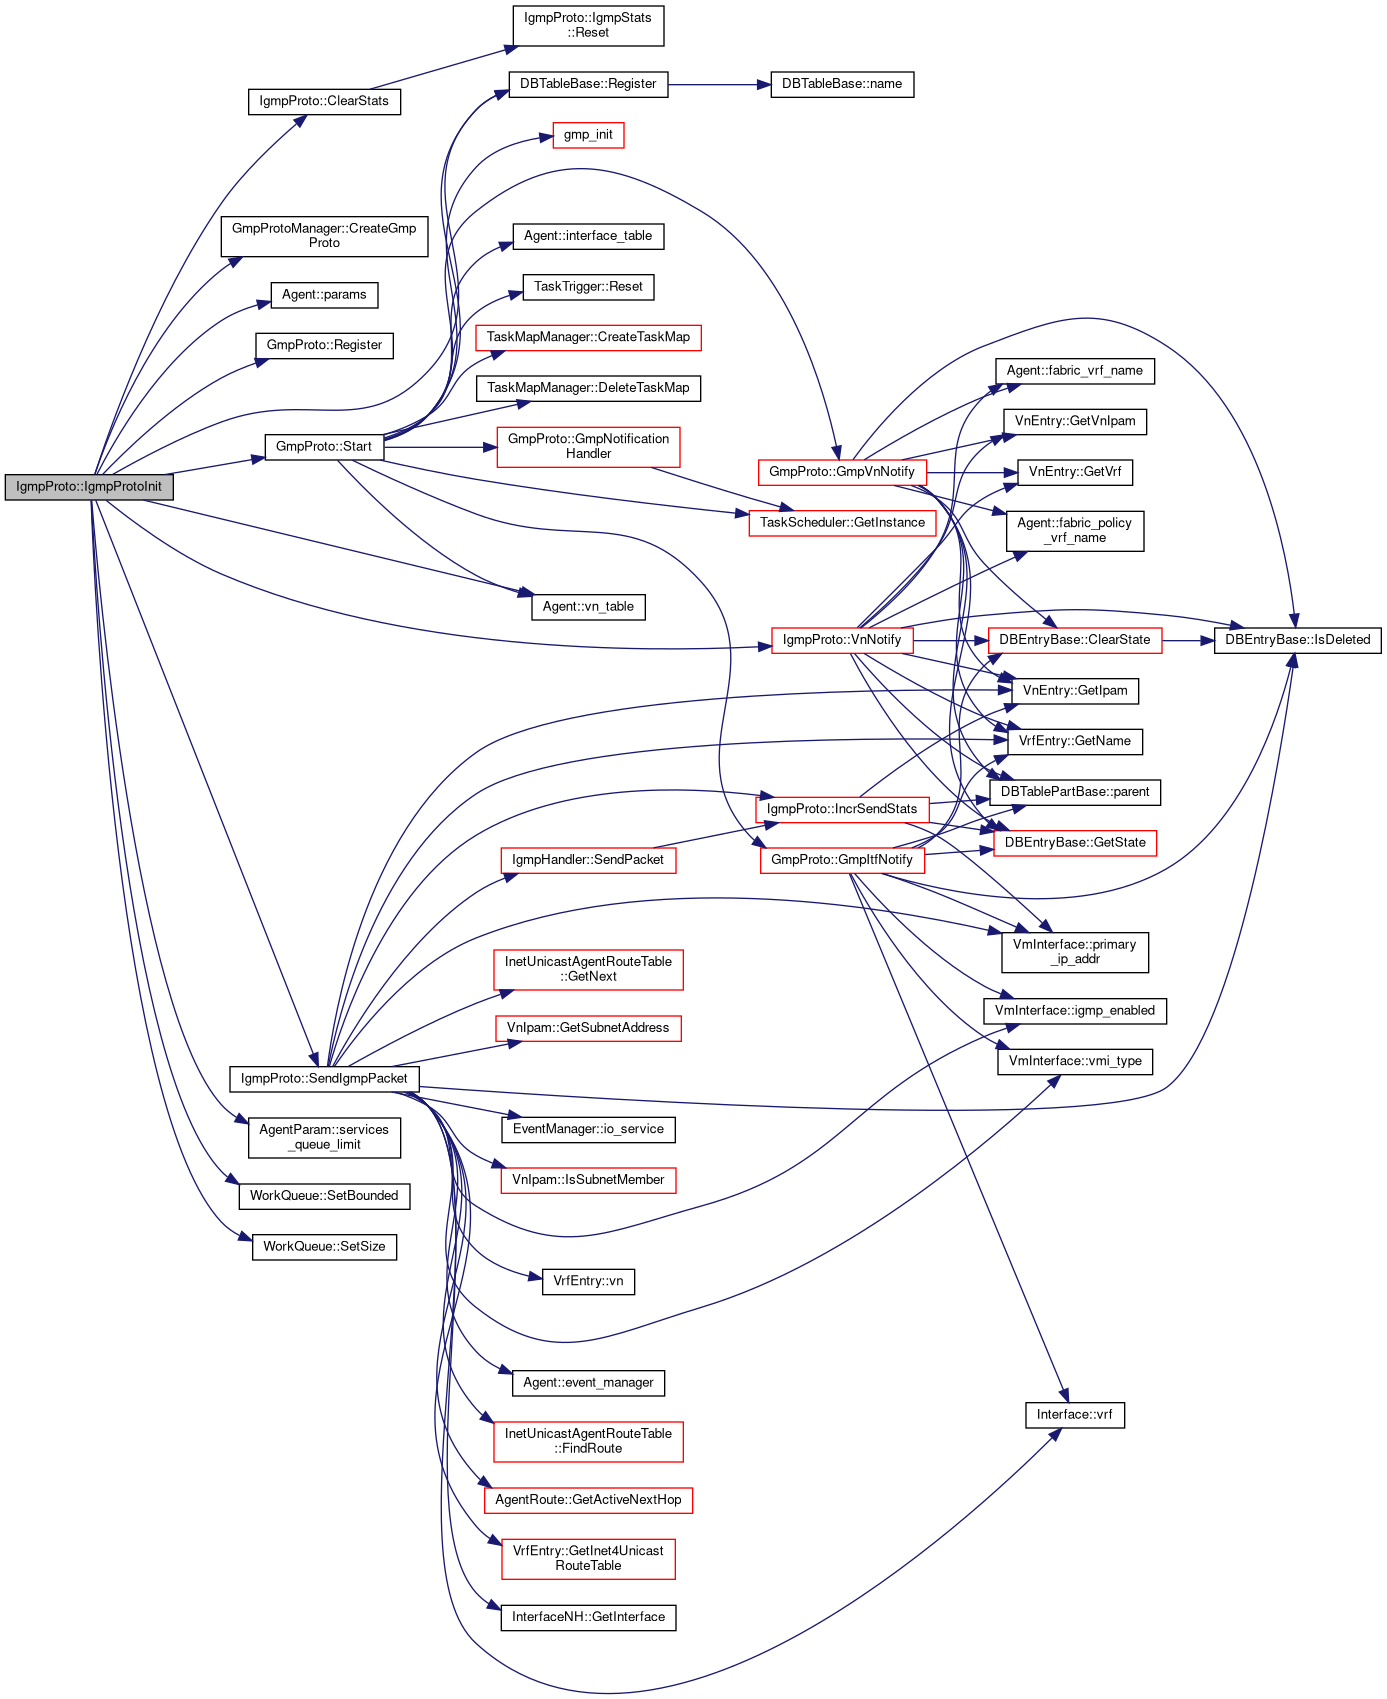 IgmpProto::IgmpStats
::Reset
DBTableBase::Register
DBTableBase::name
IgmpProto::ClearStats
gmp_init
GmpProtoManager::CreateGmp
Proto
Agent::interface_table
Agent::params
TaskTrigger::Reset
GmpProto::Register
TaskMapManager::CreateTaskMap
Agent::fabric_vrf_name
TaskMapManager::DeleteTaskMap
VnEntry::GetVnIpam
GmpProto::Start
GmpProto::GmpNotification
Handler
GmpProto::GmpVnNotify
VnEntry::GetVrf
IgmpProto::IgmpProtoInit
TaskScheduler::GetInstance
Agent::fabric_policy
_vrf_name
Agent::vn_table
IgmpProto::VnNotify
DBEntryBase::ClearState
DBEntryBase::IsDeleted
VnEntry::GetIpam
VrfEntry::GetName
DBTablePartBase::parent
IgmpProto::IncrSendStats
DBEntryBase::GetState
IgmpHandler::SendPacket
GmpProto::GmpItfNotify
VmInterface::primary
_ip_addr
InetUnicastAgentRouteTable
::GetNext
VmInterface::igmp_enabled
VnIpam::GetSubnetAddress
VmInterface::vmi_type
IgmpProto::SendIgmpPacket
EventManager::io_service
AgentParam::services
_queue_limit
VnIpam::IsSubnetMember
WorkQueue::SetBounded
WorkQueue::SetSize
VrfEntry::vn
Agent::event_manager
Interface::vrf
InetUnicastAgentRouteTable
::FindRoute
AgentRoute::GetActiveNextHop
VrfEntry::GetInet4Unicast
RouteTable
InterfaceNH::GetInterface